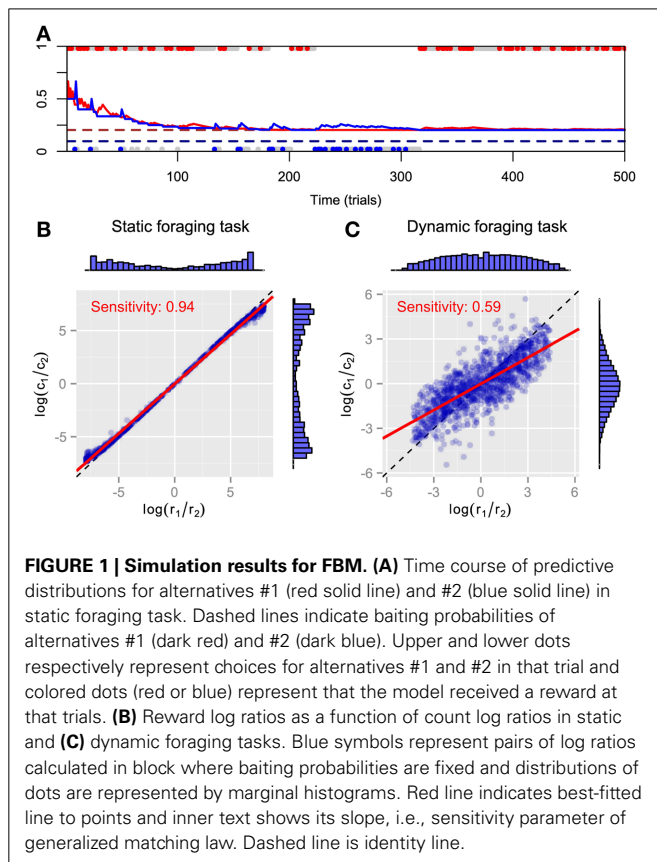 A
1
0.5
0
100
200
300
400
500
Time (trials)
B
Static foraging task
C
Dynamic foraging task
Sensitivity: 0.94
Sensitivity: 0.59
log(c₁/c₂)
5
0
-5
-5
0
5
log(r₁/r₂)
log(c₁/c₂)
6
3
0
-3
-6
-6
-3
0
3
6
log(r₁/r₂)
FIGURE 1 | Simulation results for FBM. (A) Time course of predictive
distributions for alternatives #1 (red solid line) and #2 (blue solid line) in
static foraging task. Dashed lines indicate baiting probabilities of
alternatives #1 (dark red) and #2 (dark blue). Upper and lower dots
respectively represent choices for alternatives #1 and #2 in that trial and
colored dots (red or blue) represent that the model received a reward at
that trials. (B) Reward log ratios as a function of count log ratios in static
and (C) dynamic foraging tasks. Blue symbols represent pairs of log ratios
calculated in block where baiting probabilities are fixed and distributions of
dots are represented by marginal histograms. Red line indicates best-fitted
line to points and inner text shows its slope, i.e., sensitivity parameter of
generalized matching law. Dashed line is identity line.